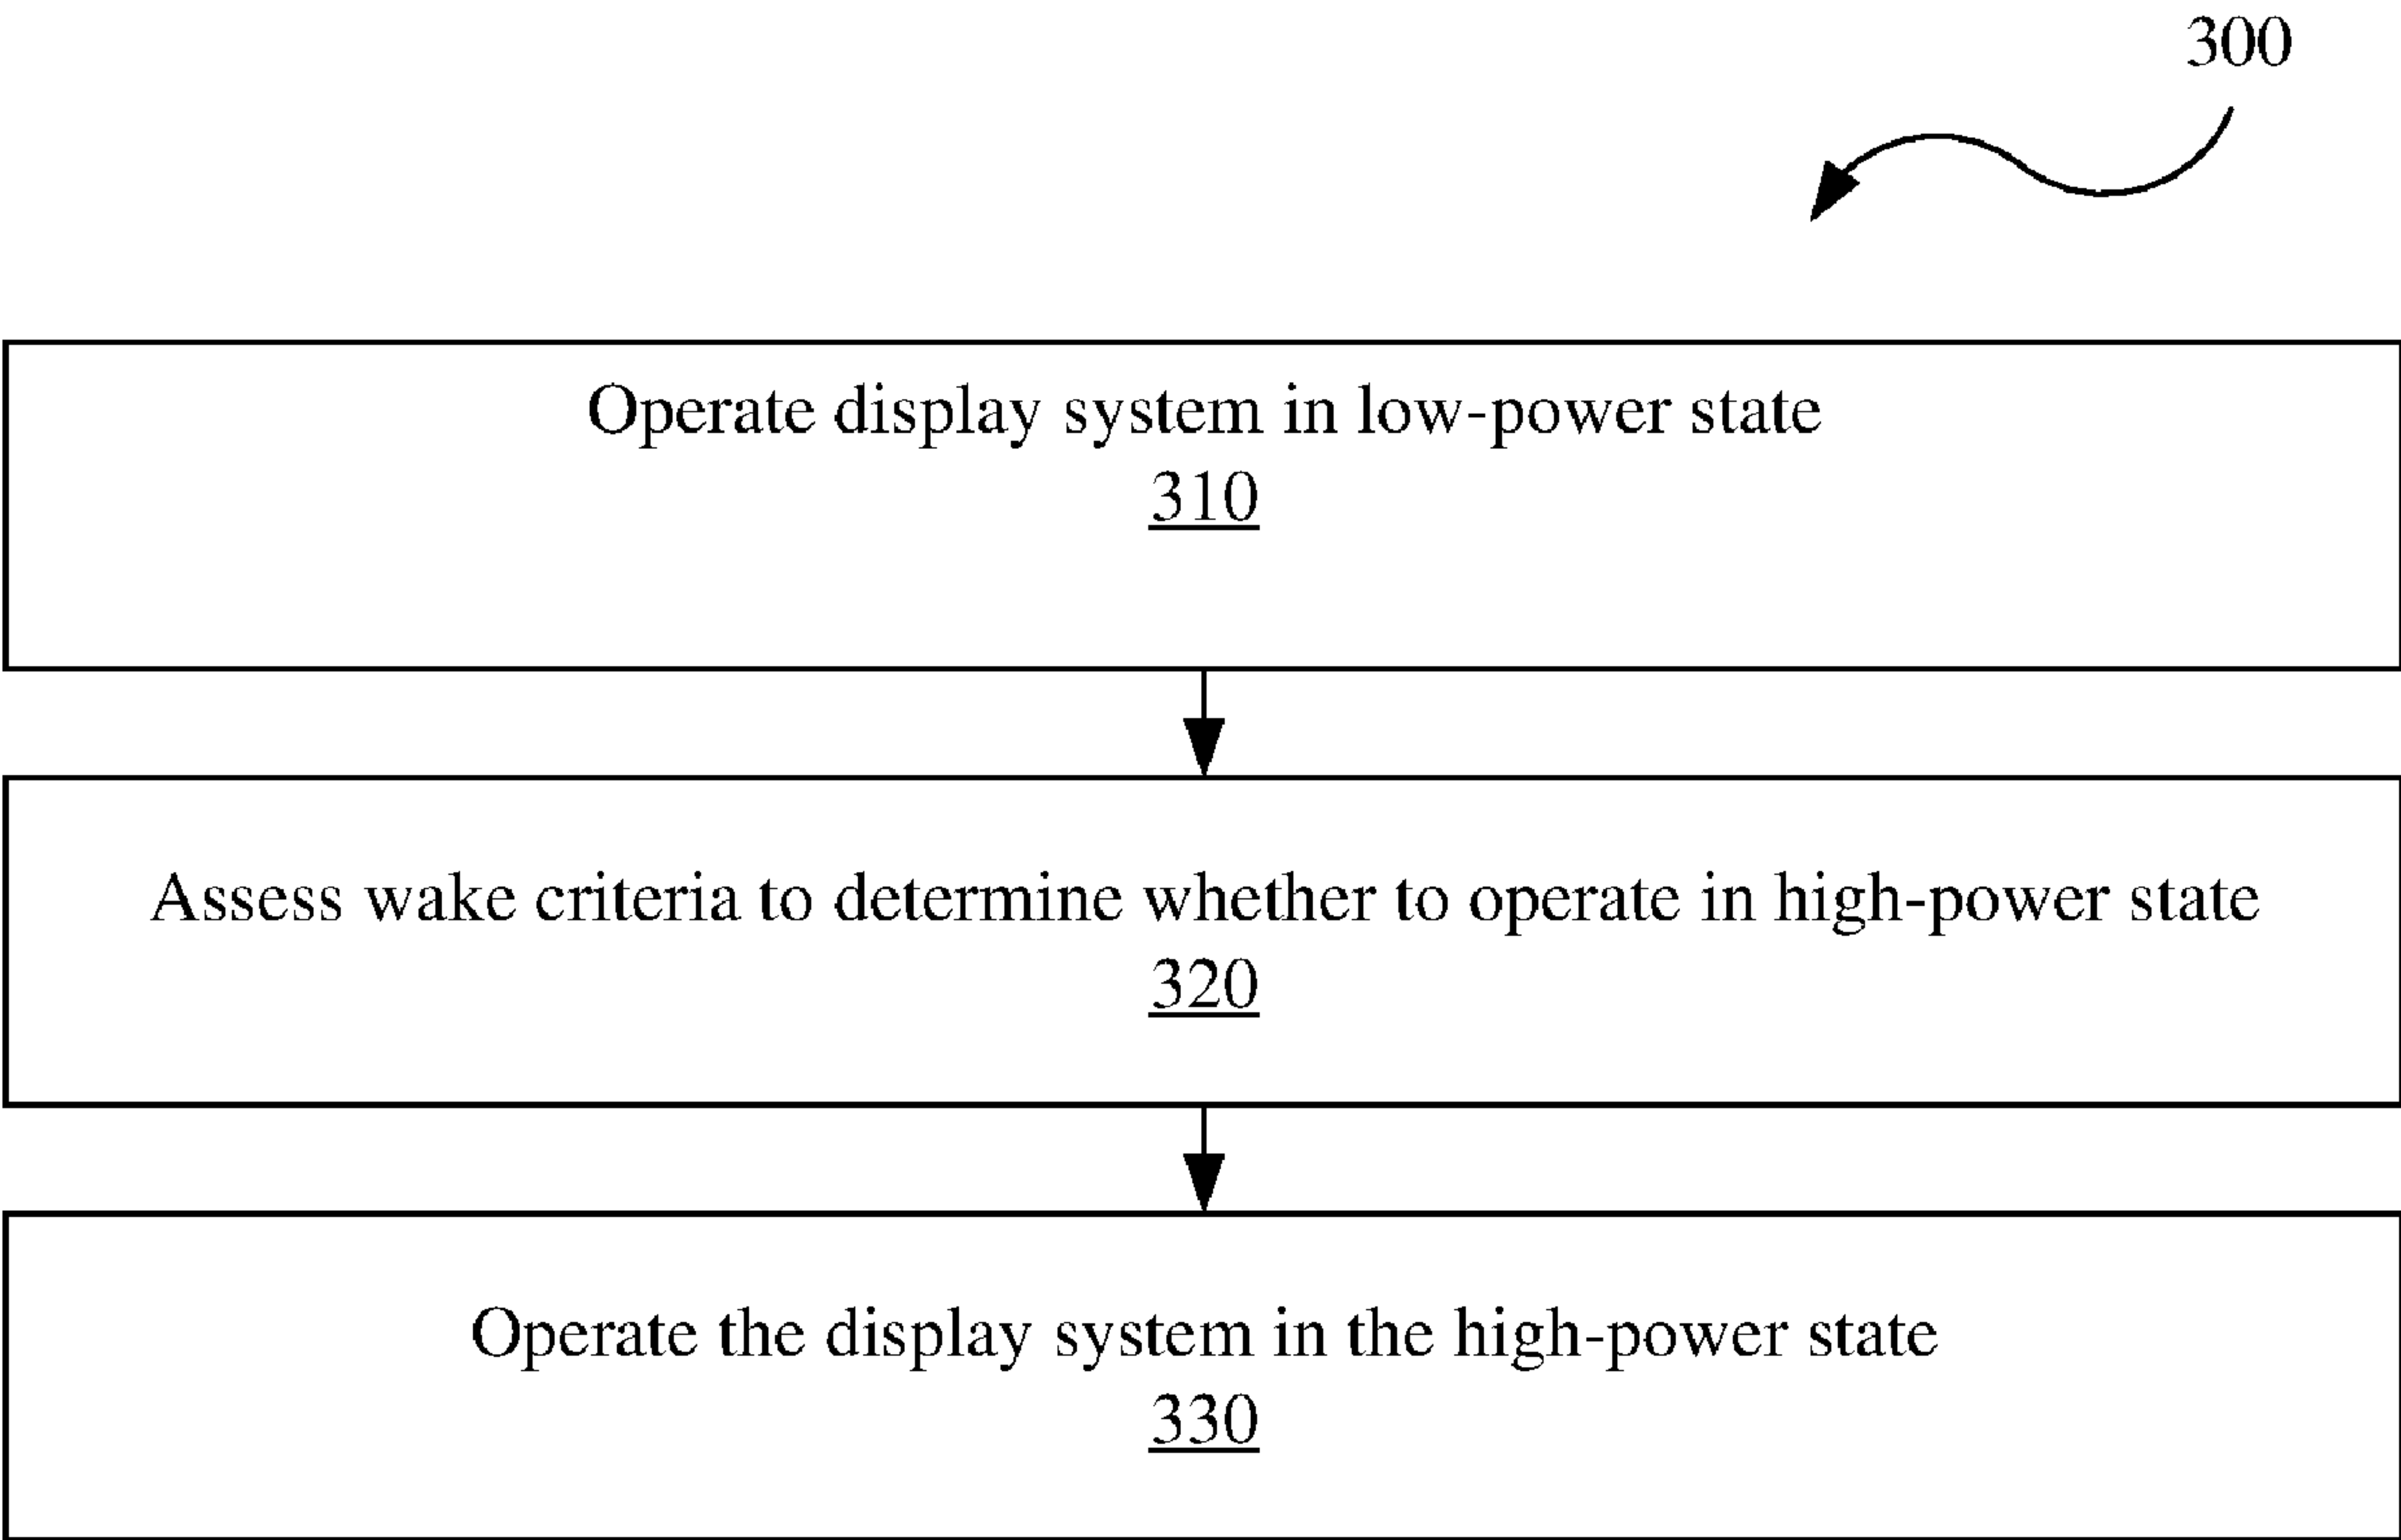 300
Operate display system in low-power state
310
Assess wake criteria to determine whether to operate in high-power state
320
Operate the display system in the high-power state
330